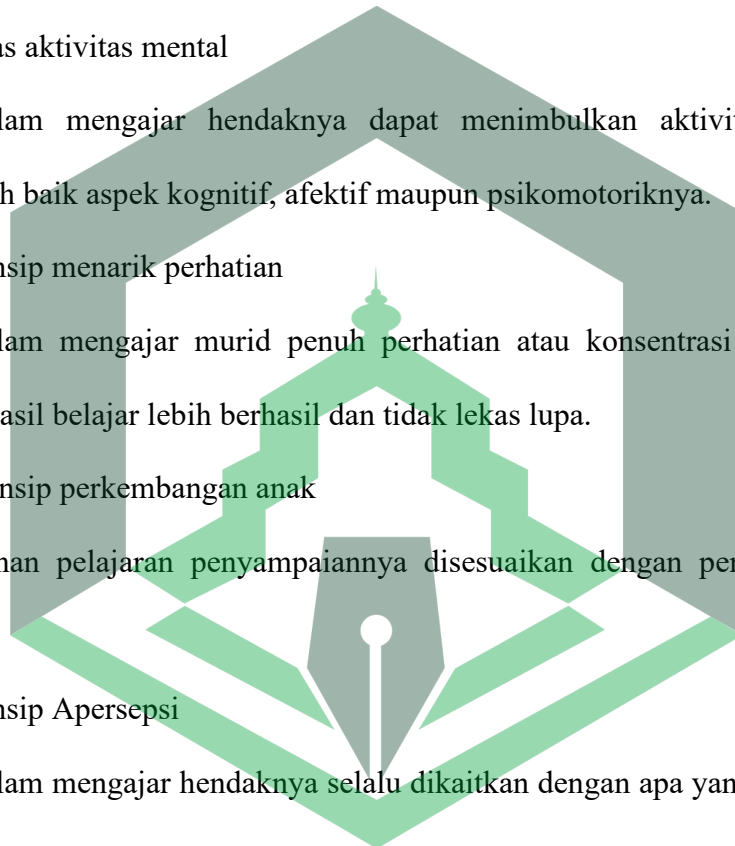 as aktivitas mental
lam mengajar hendaknya dapat menimbulkan aktivit
h baik aspek kognitif, afektif maupun psikomotoriknya.
nsip menarik perhatian
lam mengajar murid penuh perhatian atau konsentrasi
asil belajar lebih berhasil dan tidak lekas lupa.
nsip perkembangan anak
han pelajaran penyampaiannya disesuaikan dengan per
nsip Apersepsi
lam mengajar hendaknya selalu dikaitkan dengan apa yan